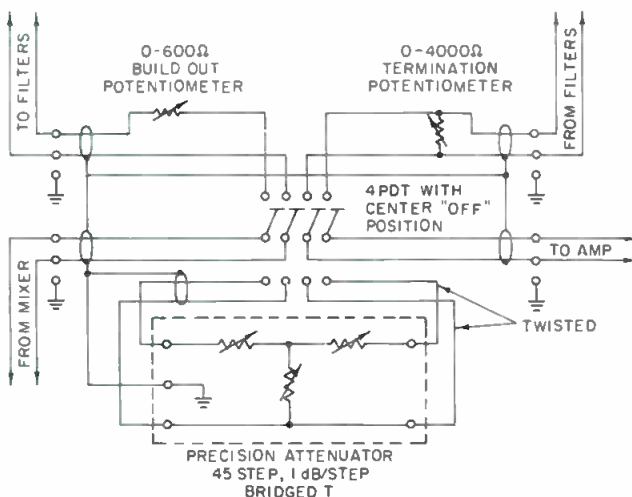 0-600Ω
BUILD OUT
POTENTIOMETER
0-4000Ω
TERMINATION
POTENTIOMETER
TO FILTERS
FROM FILTERS
4PDT WITH
CENTER "OFF"
POSITION
FROM MIXER
TO AMP
TWISTED
PRECISION ATTENUATOR
45 STEP, 1 dB/STEP
BRIDGED T